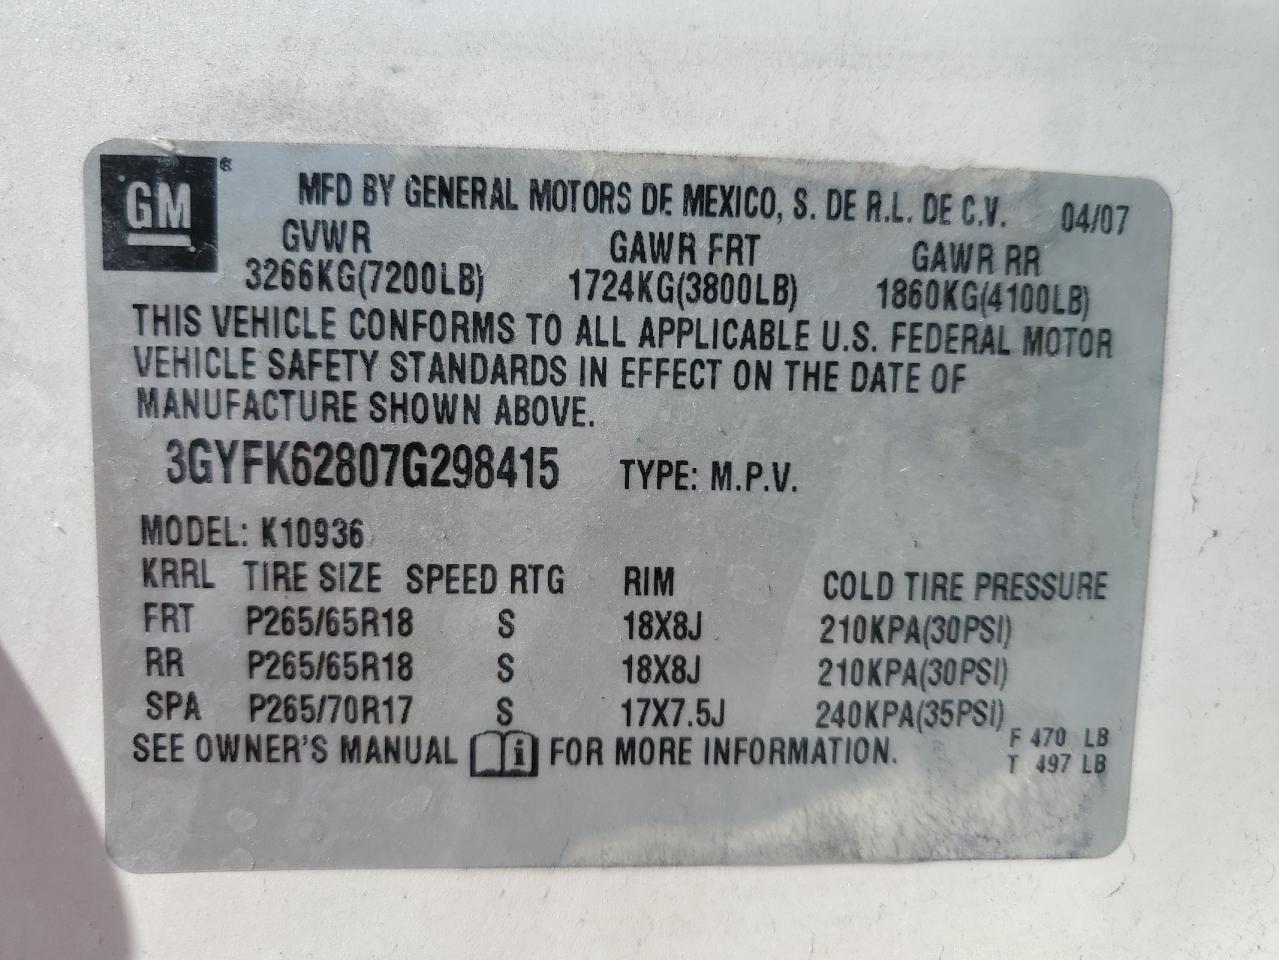 GM ®
MFD BY GENERAL MOTORS DE MEXICO, S. DE R.L. DE C.V. 04/07
GVWR GAWR FRT GAWR RR
3266KG(7200LB) 1724KG(3800LB) 1860KG(4100LB)
THIS VEHICLE CONFORMS TO ALL APPLICABLE U.S. FEDERAL MOTOR
VEHICLE SAFETY STANDARDS IN EFFECT ON THE DATE OF
MANUFACTURE SHOWN ABOVE.
3GYFK62807G298415 TYPE: M.P.V.
MODEL: K10936
KRRL TIRE SIZE SPEED RTG RIM COLD TIRE PRESSURE
FRT P265/65R18 S 18X8J 210KPA(30PSI)
RR P265/65R18 S 18X8J 210KPA(30PSI)
SPA P265/70R17 S 17X7.5J 240KPA(35PSI)
SEE OWNER'S MANUAL i FOR MORE INFORMATION. F 470 LB
T 497 LB